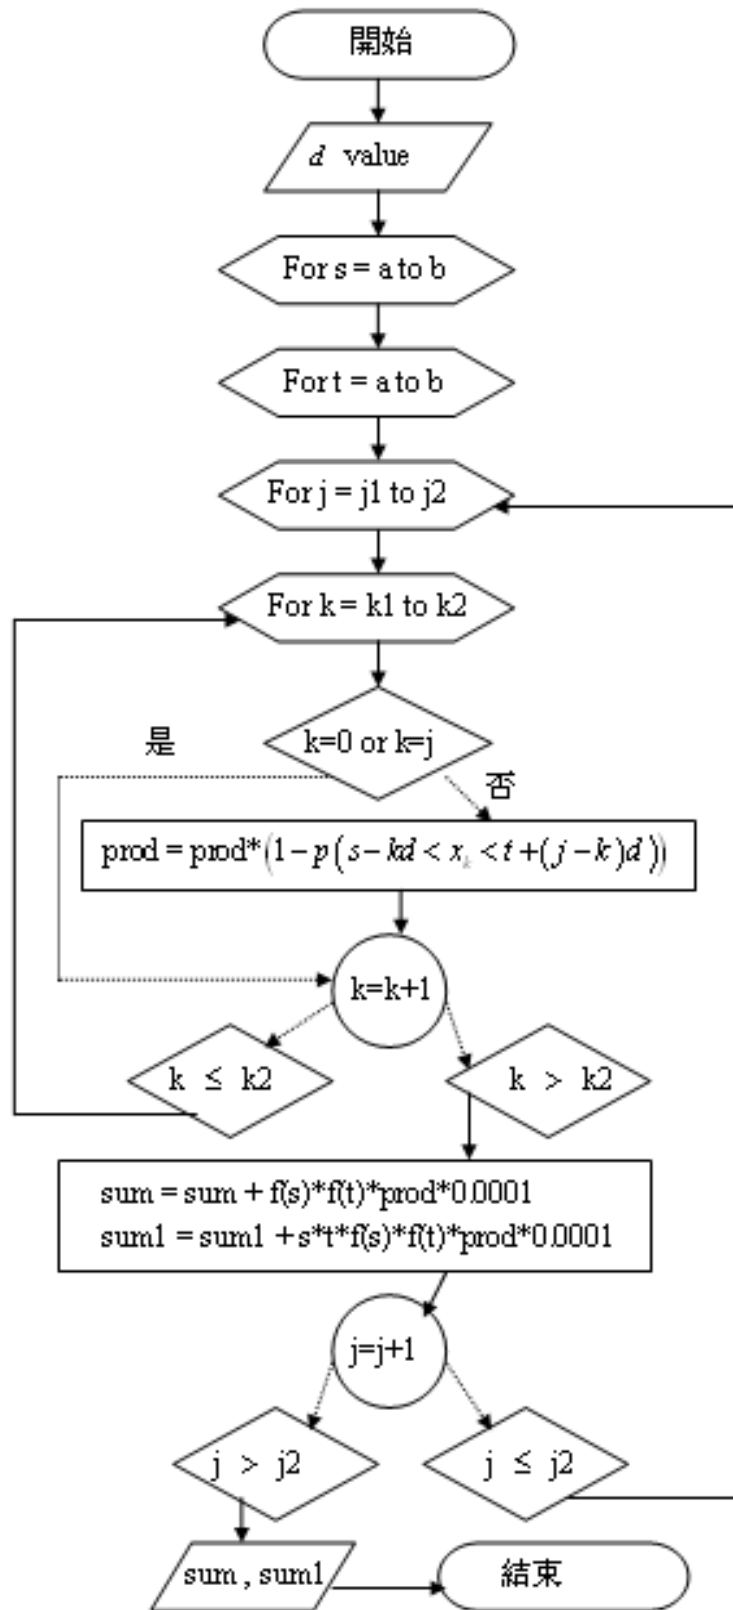 開始
d value
For s = a to b
For t = a to b
For j = j1 to j2
For k = k1 to k2
k=0 or k=j
是
否
prod = prod*(1−p(s−kd<xₖ<t+(j−k)d))
k=k+1
k ≤ k2
k > k2
sum = sum + f(s)*f(t)*prod*0.0001
sum1 = sum1 + s*t*f(s)*f(t)*prod*0.0001
j=j+1
j > j2
j ≤ j2
sum , sum1
結束